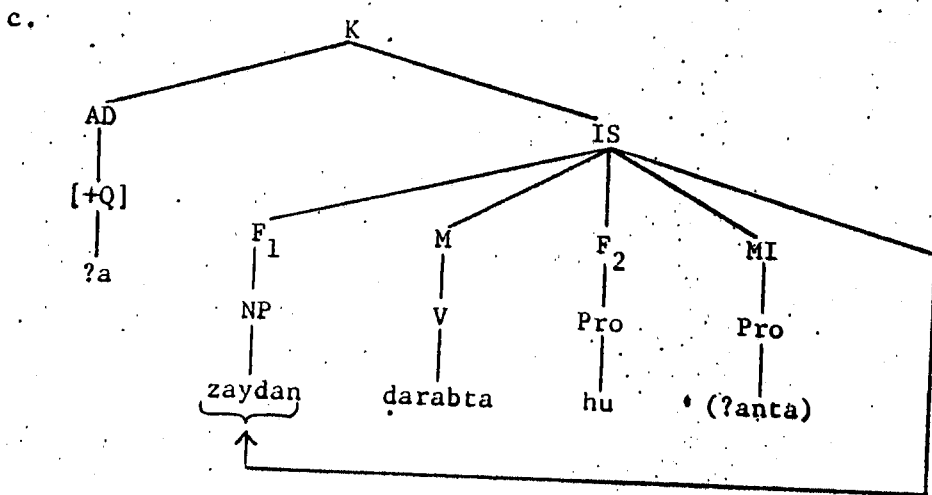 c.
K
AD
IS
[+Q]
F1 M F2 MI
?a
NP V Pro Pro
zaydan darabta hu (?anta)